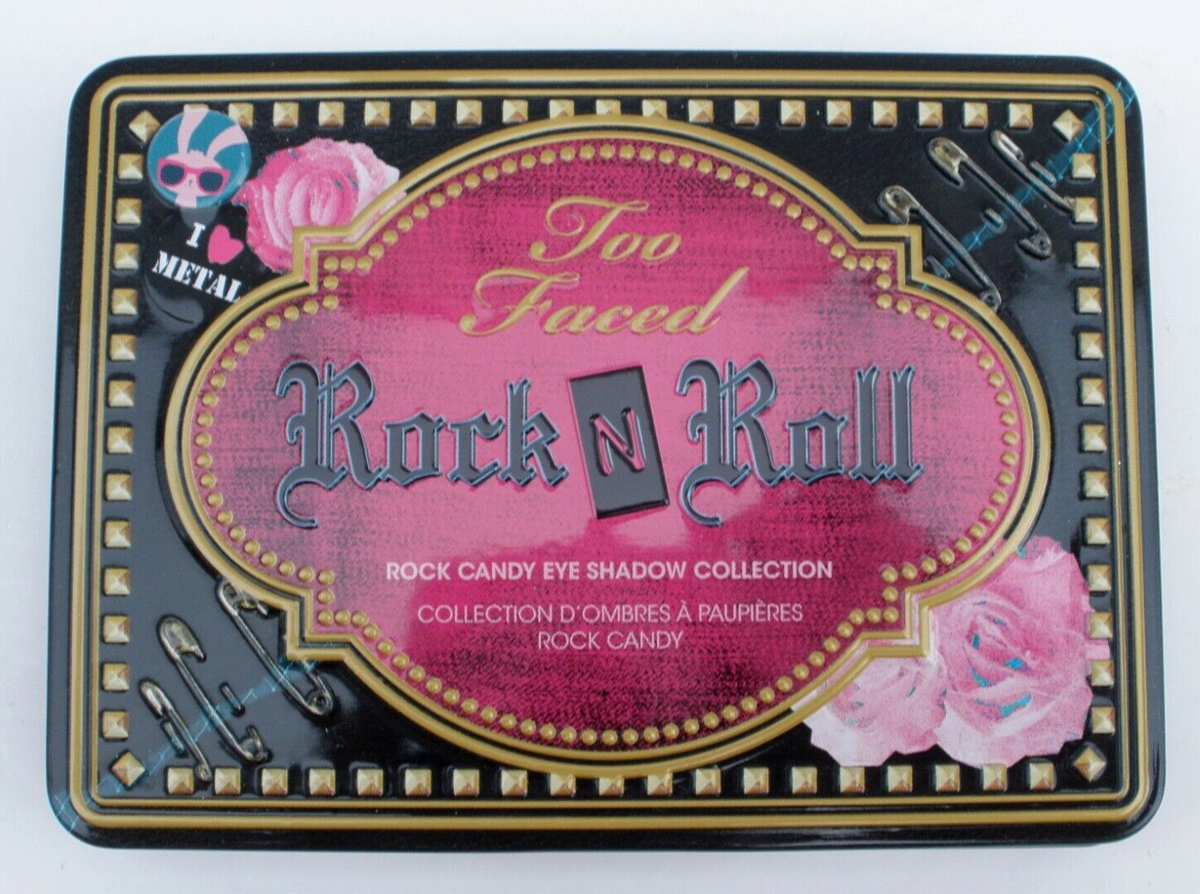 I ♥
METAL
Too
Faced
Rock N Roll
ROCK CANDY EYE SHADOW COLLECTION
COLLECTION D'OMBRES À PAUPIÈRES
ROCK CANDY